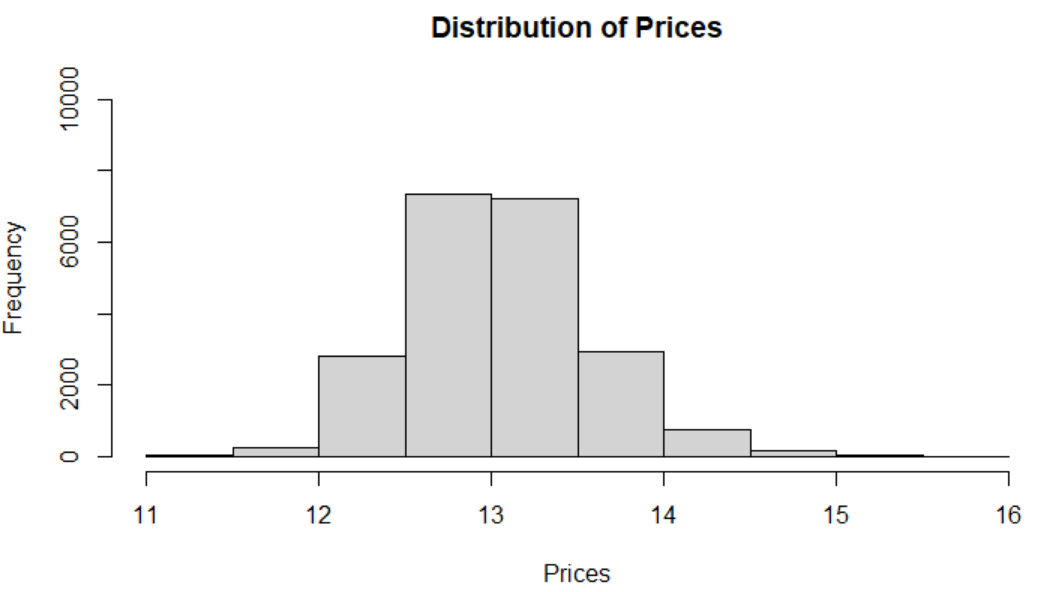 Distribution of Prices
10000
6000
2000
0
Frequency
11 12 13 14 15 16
Prices